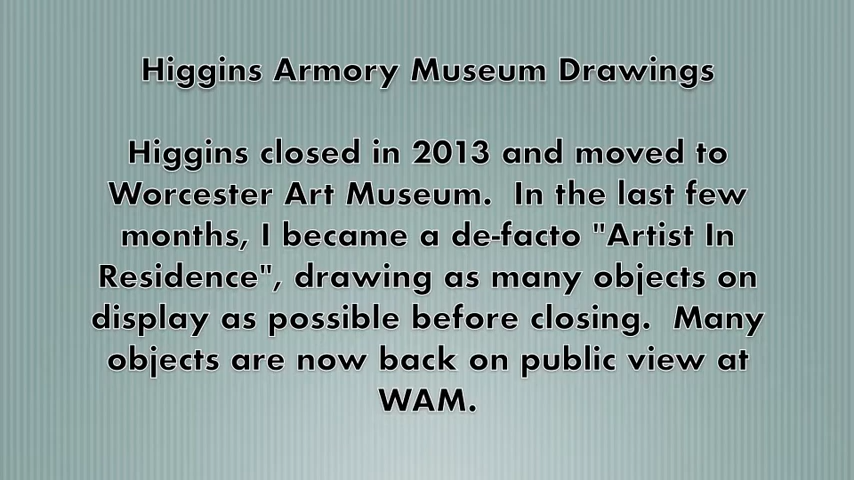 Higgins Armory Museum Drawings
Higgins closed in 2013 and moved to
Worcester Art Museum.  In the last few
months, I became a de-facto "Artist In
Residence", drawing as many objects on
display as possible before closing.  Many
objects are now back on public view at
WAM.